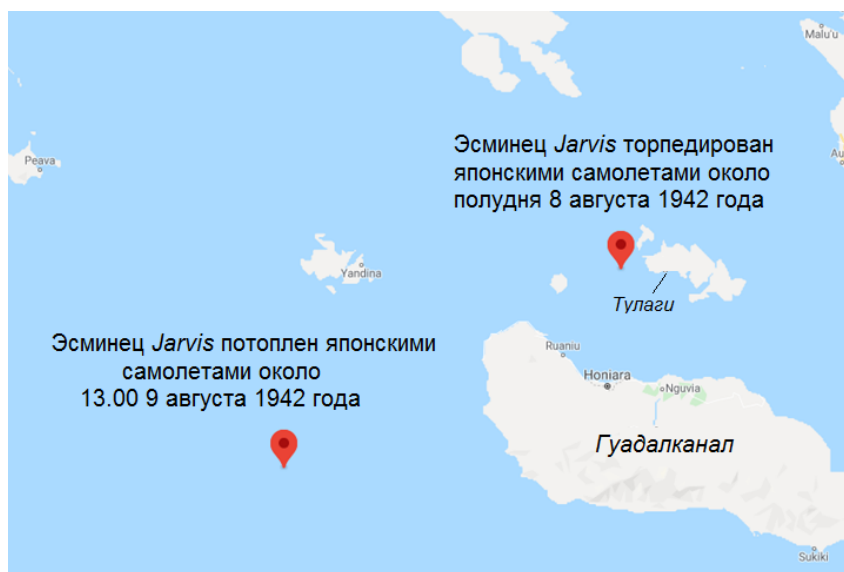 Malu'u
Эсминец Jarvis торпедирован
японскими самолетами около
полудня 8 августа 1942 года
Peava
Au
Yandina
Тулаги
Эсминец Jarvis потоплен японскими
самолетами около
13.00 9 августа 1942 года
Ruaniu
Honiara
Nguvia
Гуадалканал
Sukiki